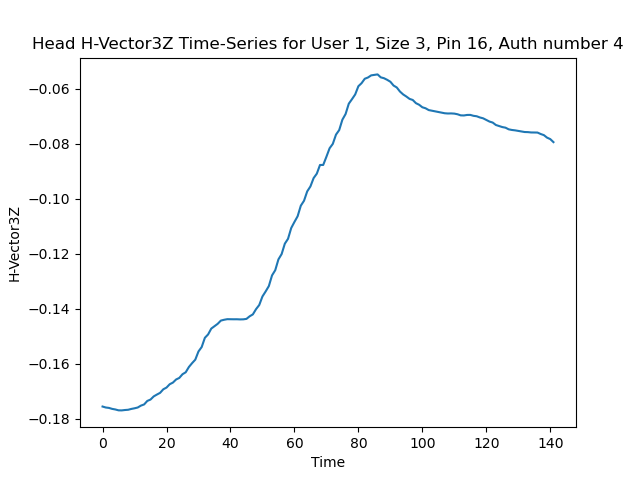 Head H-Vector3Z Time-Series for User 1, Size 3, Pin 16, Auth number 4
H-Vector3Z
−0.06
−0.08
−0.10
−0.12
−0.14
−0.16
−0.18
0 20 40 60 80 100 120 140
Time